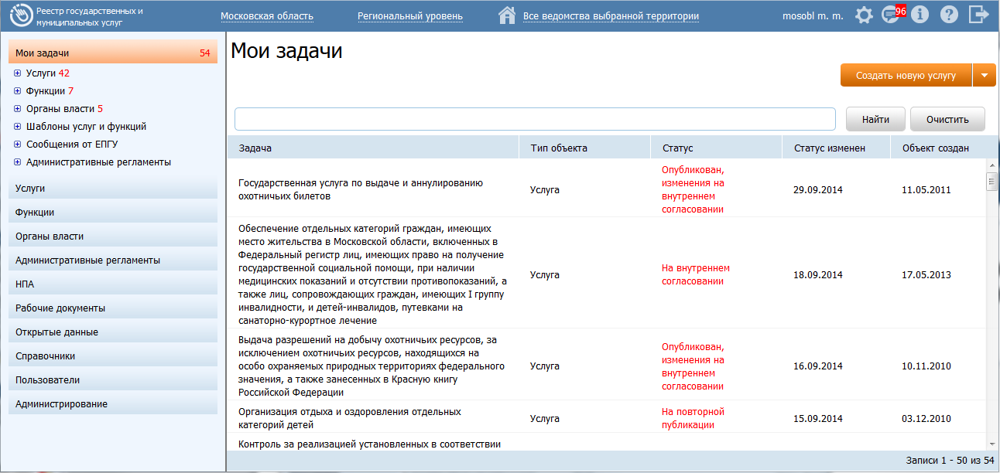 Реестр государственных и
муниципальных услуг
Московская область
Региональный уровень
Все ведомства выбранной территории
mosobl m. m.
96
Мои задачи 54
Услуги 42
Функции 7
Органы власти 5
Шаблоны услуг и функций
Сообщения от ЕПГУ
Административные регламенты
Услуги
Функции
Органы власти
Административные регламенты
НПА
Рабочие документы
Открытые данные
Справочники
Пользователи
Администрирование
Мои задачи
Создать новую услугу
Найти
Очистить
Задача
Тип объекта
Статус
Статус изменен
Объект создан
Государственная услуга по выдаче и аннулированию
охотничьих билетов
Услуга
Опубликован,
изменения на
внутреннем
согласовании
29.09.2014
11.05.2011
Обеспечение отдельных категорий граждан, имеющих
место жительства в Московской области, включенных в
Федеральный регистр лиц, имеющих право на получение
государственной социальной помощи, при наличии
медицинских показаний и отсутствии противопоказаний, а
также лиц, сопровождающих граждан, имеющих I группу
инвалидности, и детей-инвалидов, путевками на
санаторно-курортное лечение
Услуга
На внутреннем
согласовании
18.09.2014
17.05.2013
Выдача разрешений на добычу охотничьих ресурсов, за
исключением охотничьих ресурсов, находящихся на
особо охраняемых природных территориях федерального
значения, а также занесенных в Красную книгу
Российской Федерации
Услуга
Опубликован,
изменения на
внутреннем
согласовании
16.09.2014
10.11.2010
Организация отдыха и оздоровления отдельных
категорий детей
Услуга
На повторной
публикации
15.09.2014
03.12.2010
Контроль за реализацией установленных в соответствии
Записи 1 - 50 из 54